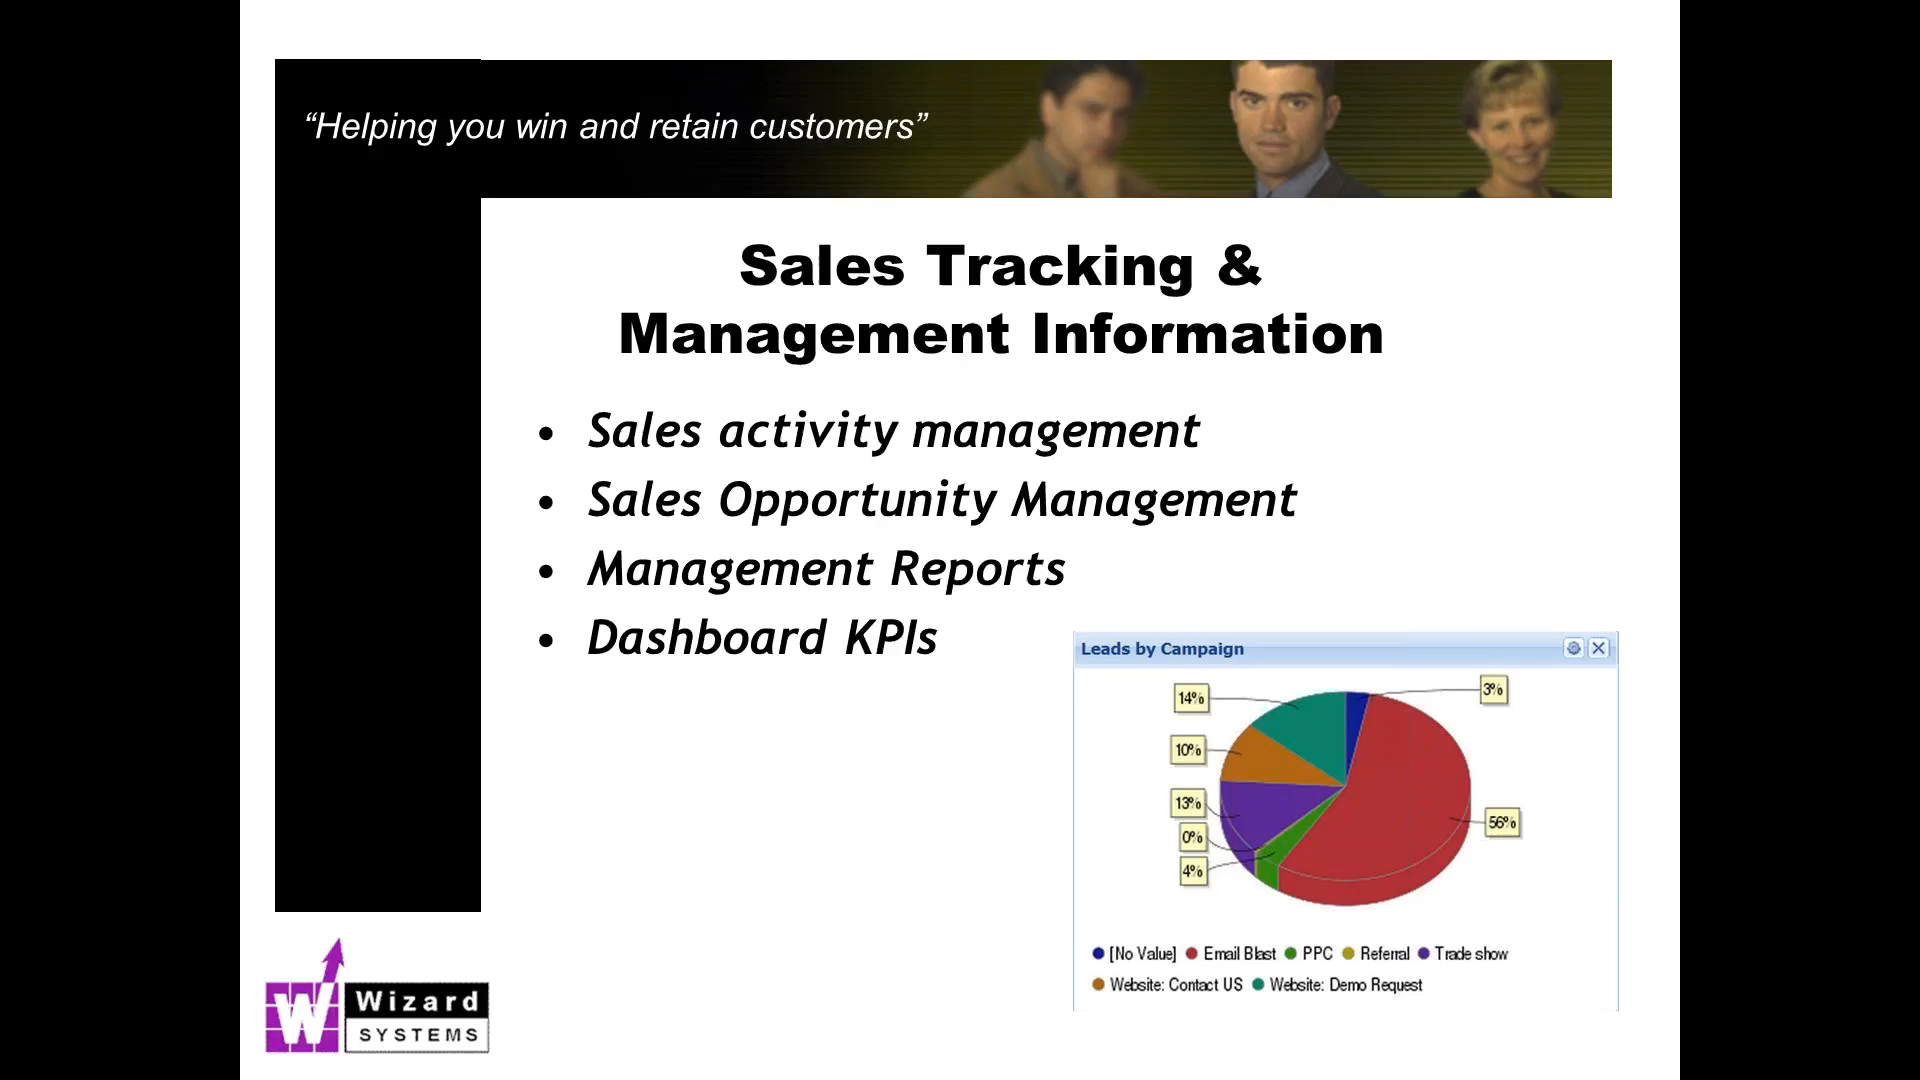 “Helping you win and retain customers”
Sales Tracking &
Management Information
• Sales activity management
• Sales Opportunity Management
• Management Reports
• Dashboard KPIs
Leads by Campaign
14%
3%
10%
13%
56%
0%
4%
[No Value] Email Blast PPC Referral Trade show
Website: Contact US Website: Demo Request
W Wizard
SYSTEMS